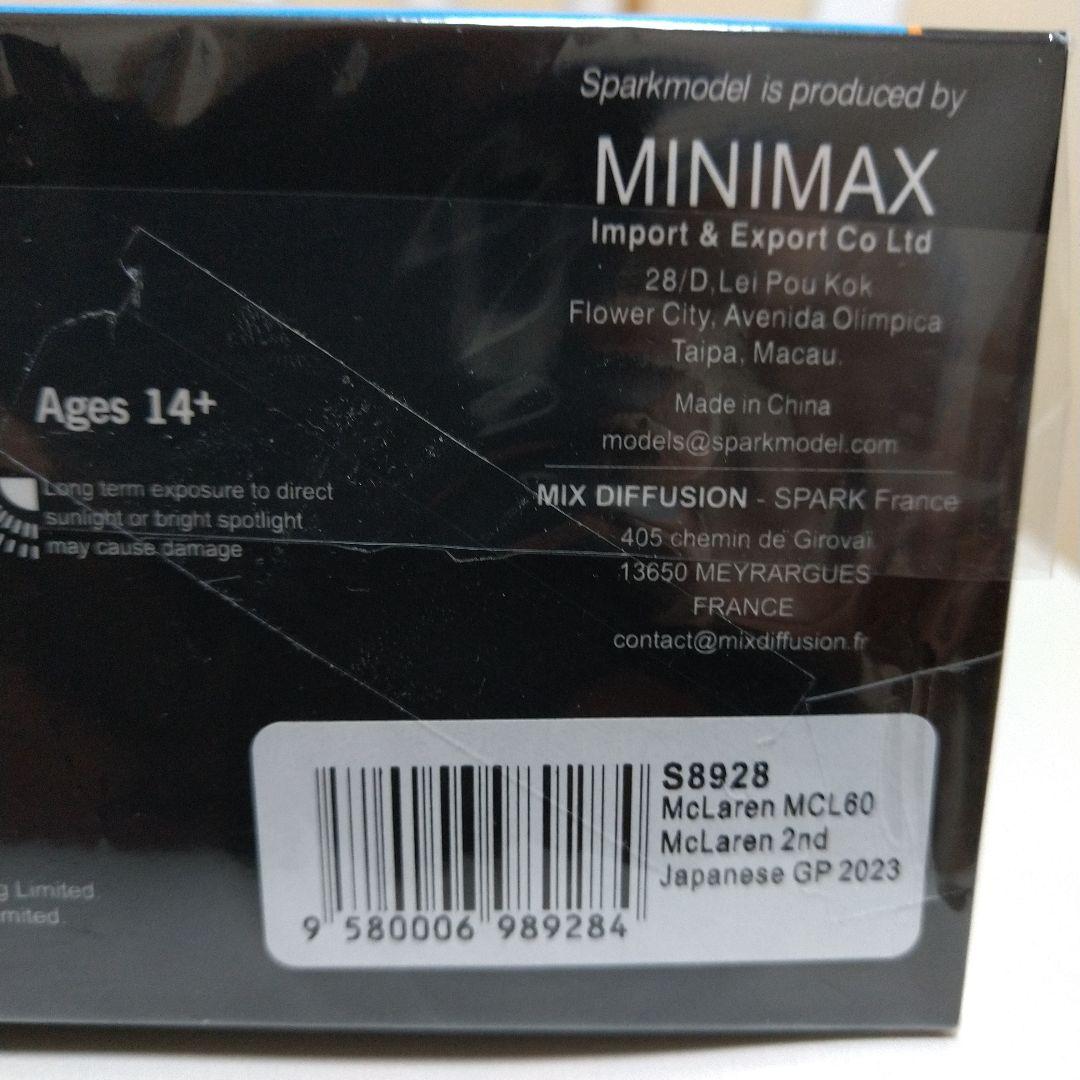 Sparkmodel is produced by
MINIMAX
Import & Export Co Ltd
28/D, Lei Pou Kok
Flower City, Avenida Olimpica
Taipa, Macau.
Made in China
models@sparkmodel.com
MIX DIFFUSION - SPARK France
405 chemin de Girovaï
13650 MEYRARGUES
FRANCE
contact@mixdiffusion.fr
Ages 14+
Long term exposure to direct
sunlight or bright spotlight
may cause damage
S8928
McLaren MCL60
McLaren 2nd
Japanese GP 2023
9 580006 989284
g Limited.
mited.